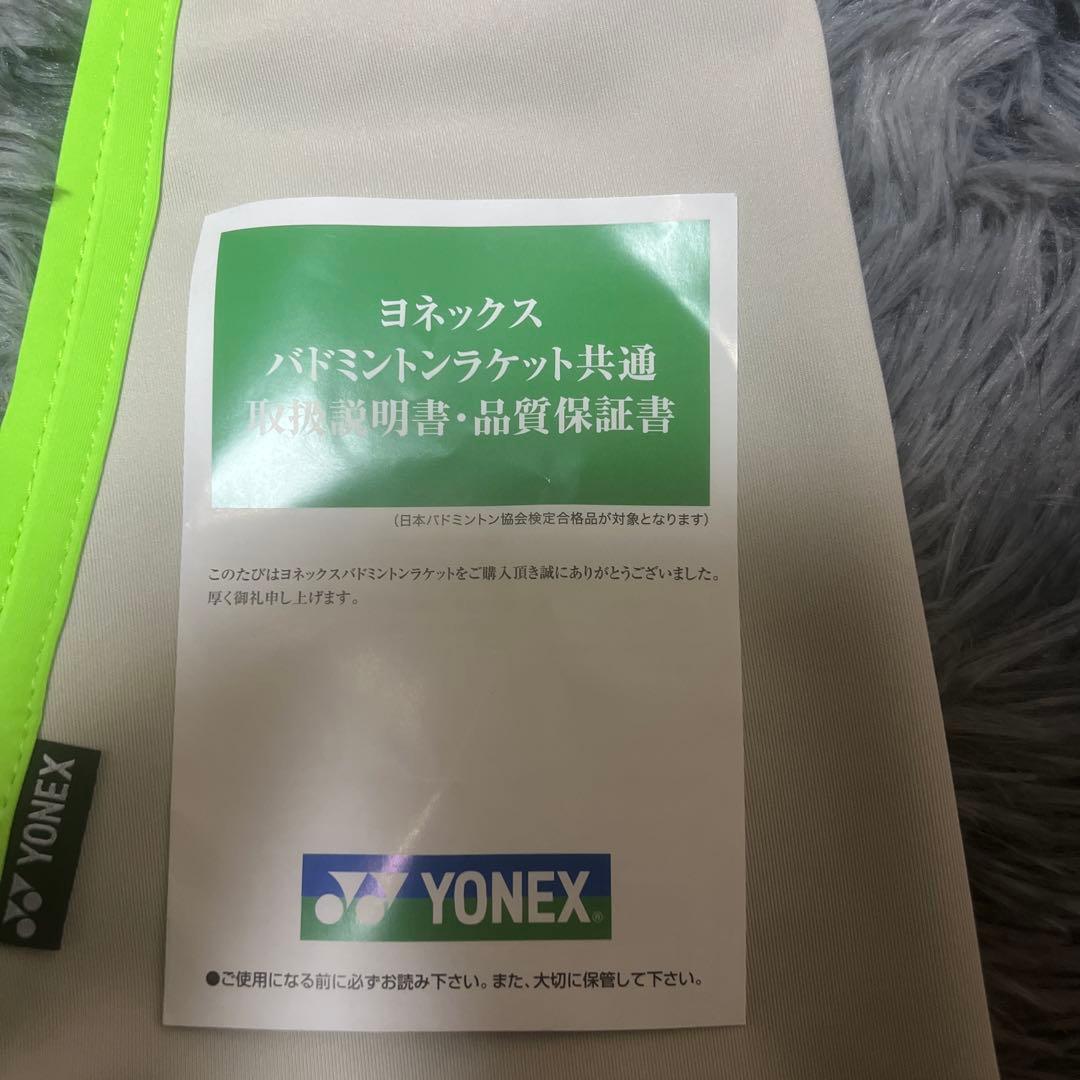 ヨネックス
バドミントンラケット共通
取扱説明書・品質保証書
（日本バドミントン協会検定合格品が対象となります）
このたびはヨネックスバドミントンラケットをご購入頂き誠にありがとうございました。
厚く御礼申し上げます。
YONEX®
●ご使用になる前に必ずお読み下さい。また、大切に保管して下さい。
YONEX